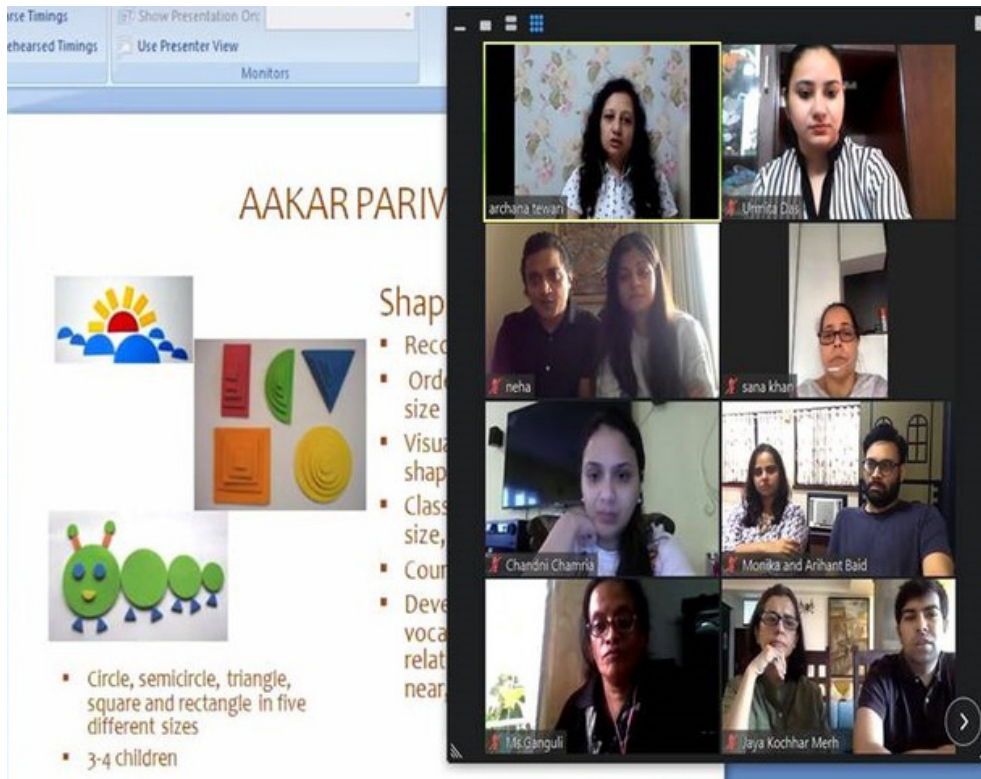 rse Timings
Show Presentation On:
ehearsed Timings
Use Presenter View
Monitors
AAKAR PARIV
Shap
Reco
Orde
size
Visua
shap
Class
size,
Coun
Deve
voca
relat
near,
Circle, semicircle, triangle,
square and rectangle in five
different sizes
3-4 children
archana tewari
Urmita Das
neha
sana khan
Chandni Chamria
Monika and Arihant Baid
Ms.Ganguli
Jaya Kochhar Merh